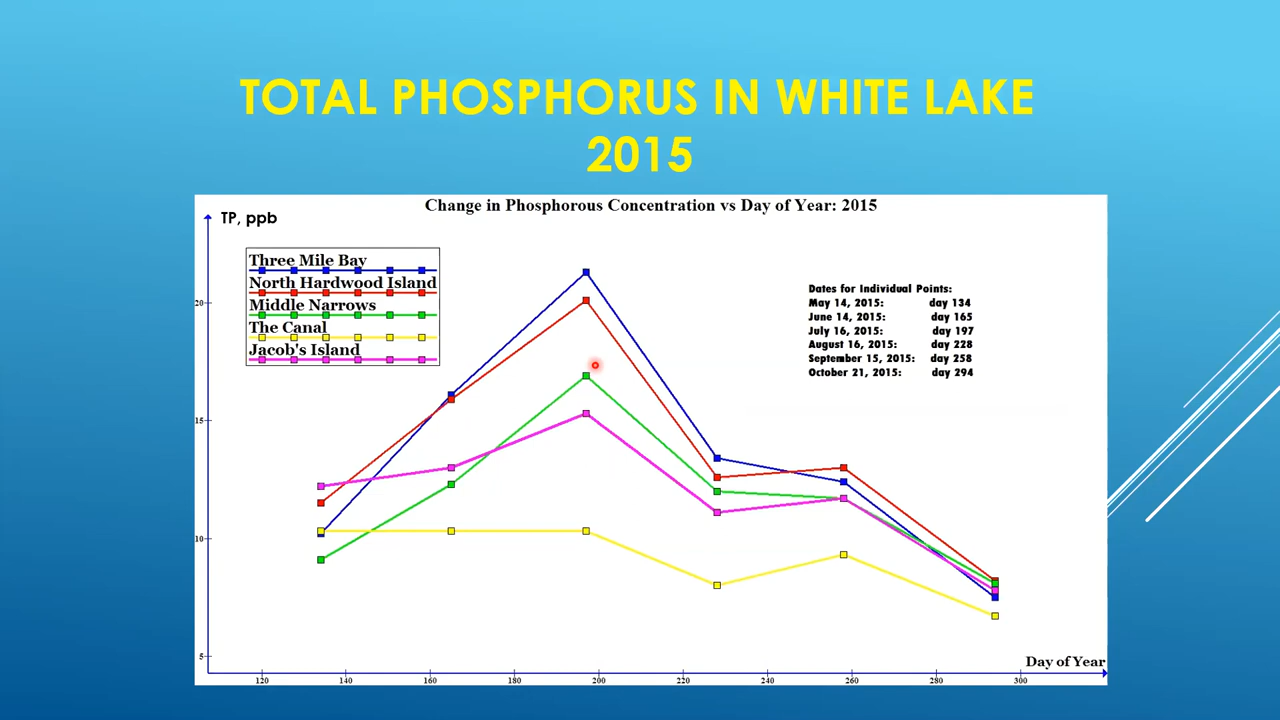 TOTAL PHOSPHORUS IN WHITE LAKE
2015
Change in Phosphorous Concentration vs Day of Year: 2015
TP, ppb
Three Mile Bay
North Hardwood Island
Middle Narrows
The Canal
Jacob's Island
Dates for Individual Points:
May 14, 2015: day 134
June 14, 2015: day 165
July 16, 2015: day 197
August 16, 2015: day 228
September 15, 2015: day 258
October 21, 2015: day 294
20
15
10
5
Day of Year
120 140 160 180 200 220 240 260 280 300